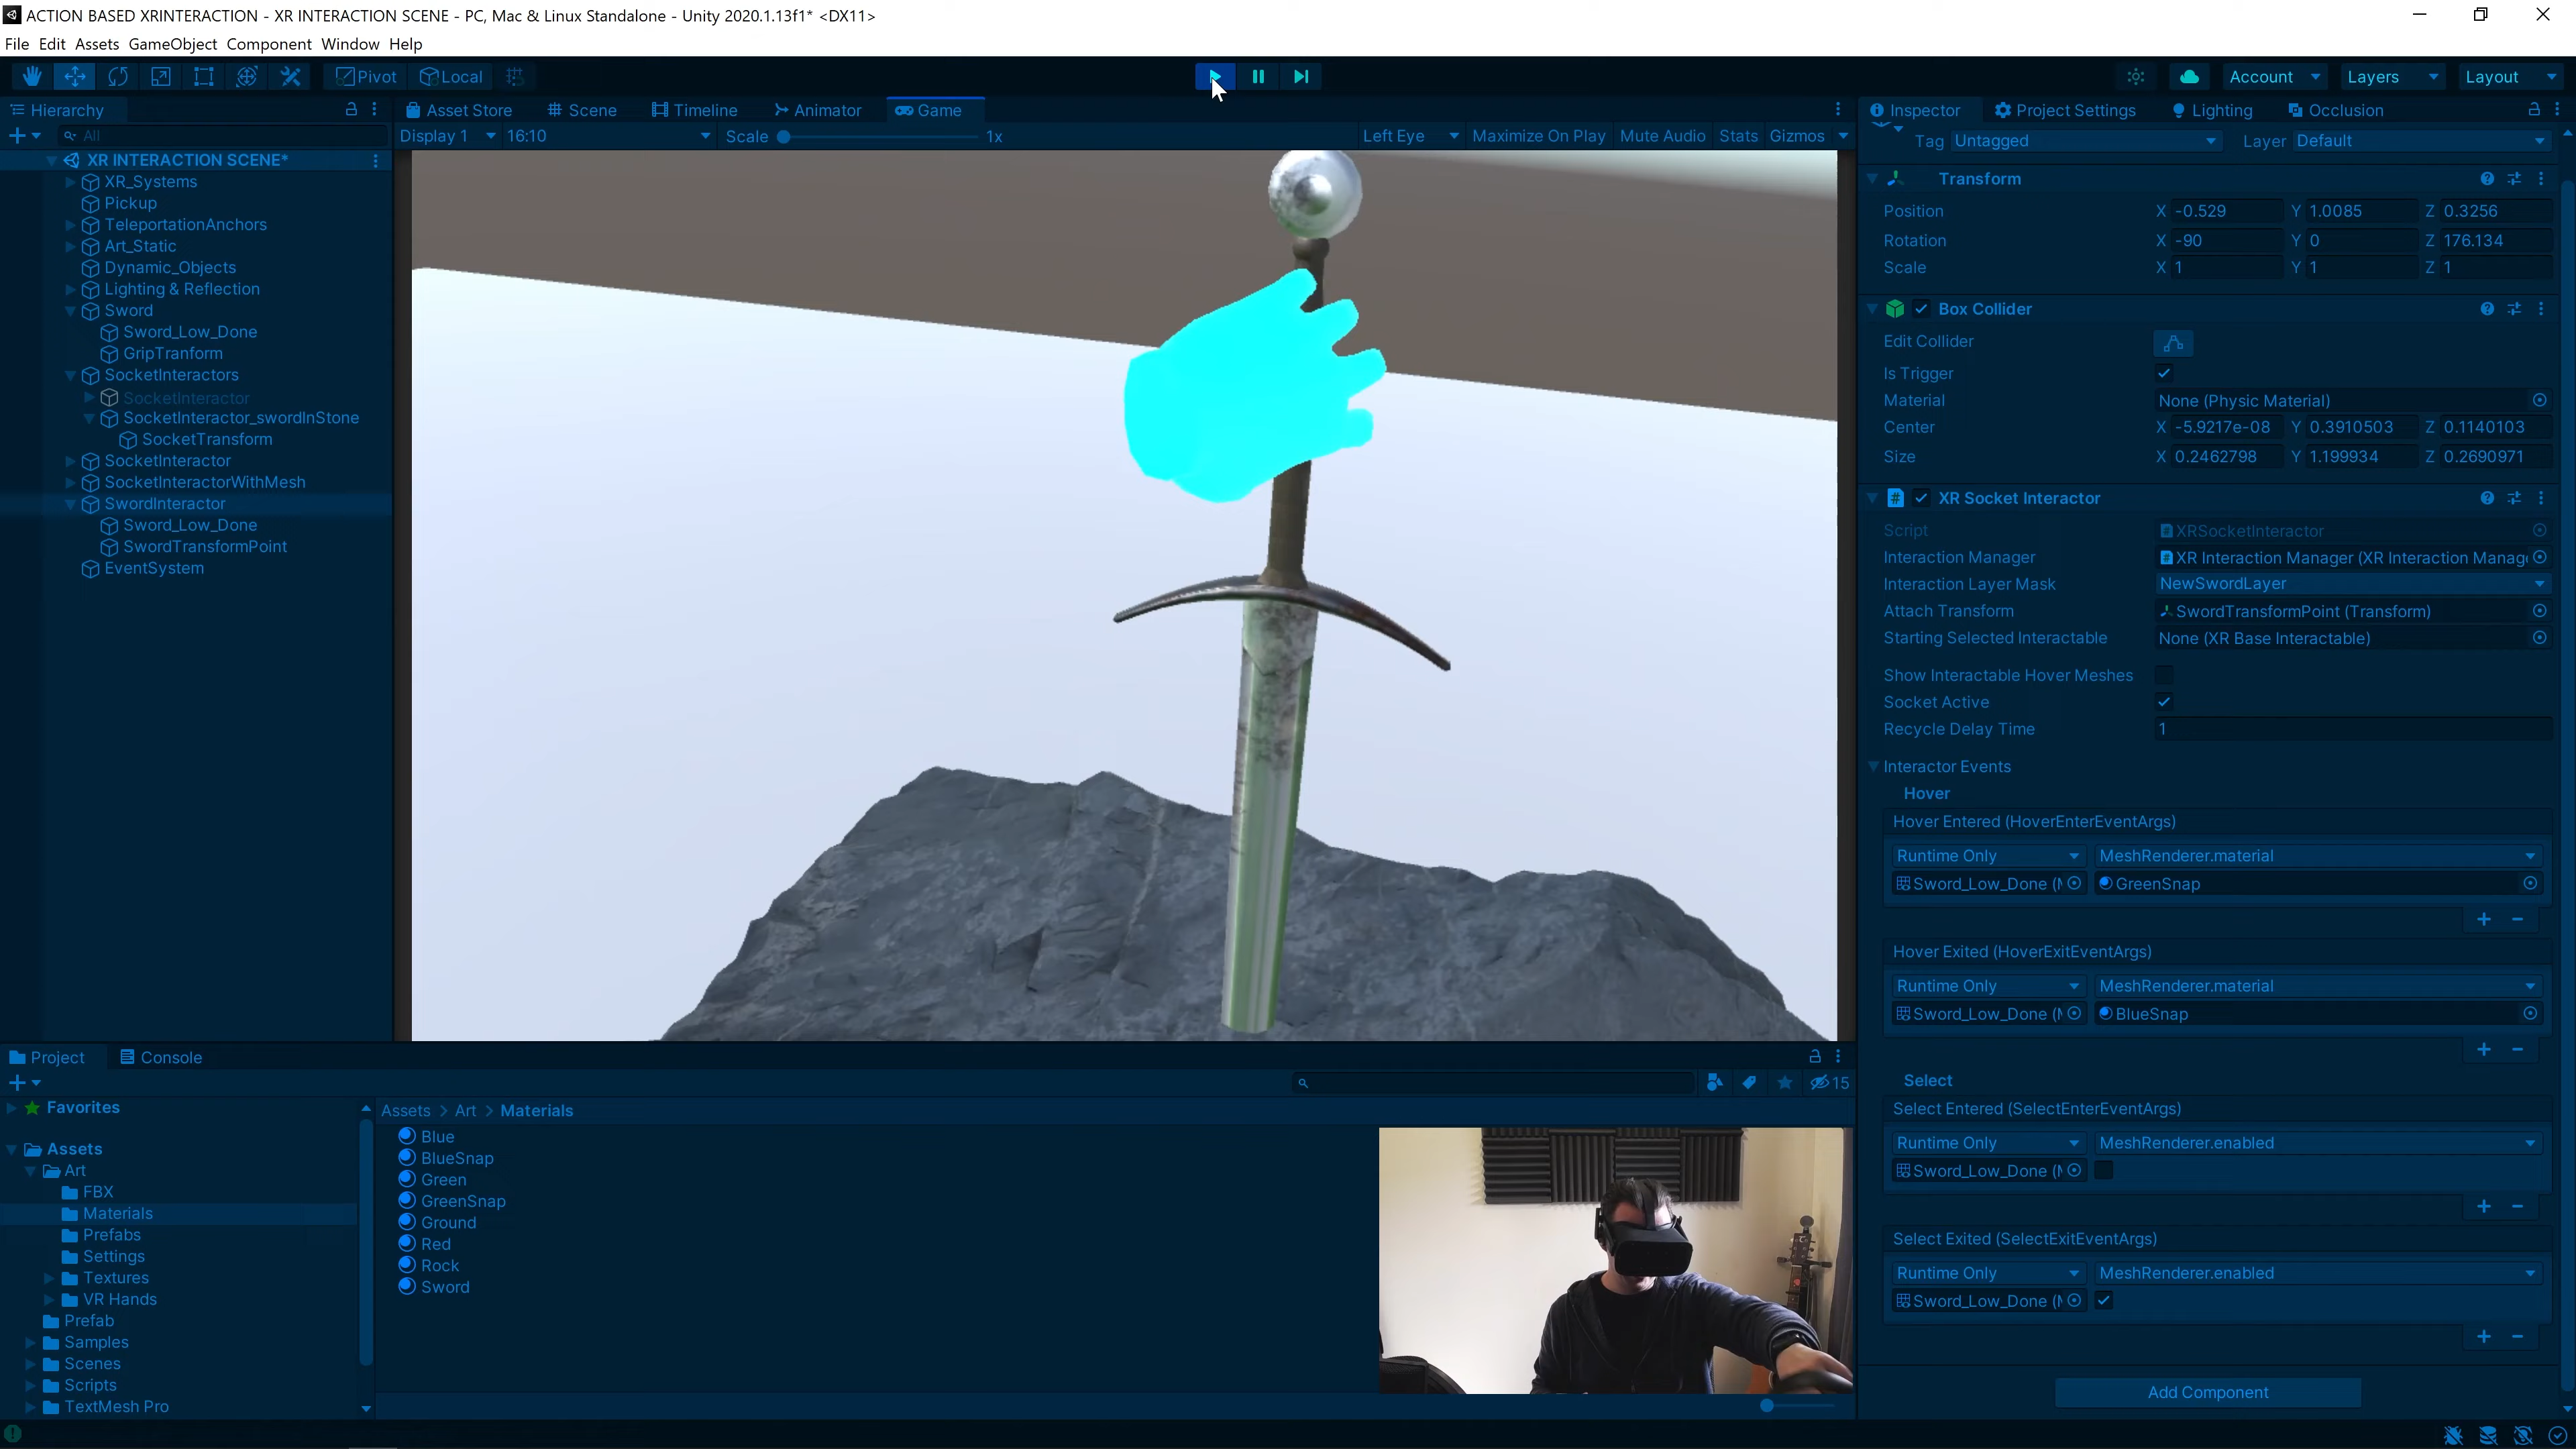 ACTION BASED XRINTERACTION - XR INTERACTION SCENE - PC, Mac & Linux Standalone - Unity 2020.1.13f1* <DX11>
File Edit Assets GameObject Component Window Help
Pivot Local Account Layers Layout
Hierarchy
All
XR INTERACTION SCENE*
XR_Systems
Pickup
TeleportationAnchors
Art_Static
Dynamic_Objects
Lighting & Reflection
Sword
Sword_Low_Done
GripTranform
SocketInteractors
SocketInteractor
SocketInteractor_swordInStone
SocketTransform
SocketInteractor
SocketInteractorWithMesh
SwordInteractor
Sword_Low_Done
SwordTransformPoint
EventSystem
Asset Store Scene Timeline Animator Game
Display 1 16:10 Scale 1x Left Eye Maximize On Play Mute Audio Stats Gizmos
Inspector Project Settings Lighting Occlusion
Tag Untagged Layer Default
Transform
Position X -0.529 Y 1.0085 Z 0.3256
Rotation X -90 Y 0 Z 176.134
Scale X 1 Y 1 Z 1
Box Collider
Edit Collider
Is Trigger
Material None (Physic Material)
Center X -5.9217e-08 Y 0.3910503 Z 0.1140103
Size X 0.2462798 Y 1.199934 Z 0.2690971
# XR Socket Interactor
Script # XRSocketInteractor
Interaction Manager # XR Interaction Manager (XR Interaction Manag
Interaction Layer Mask NewSwordLayer
Attach Transform SwordTransformPoint (Transform)
Starting Selected Interactable None (XR Base Interactable)
Show Interactable Hover Meshes
Socket Active
Recycle Delay Time 1
Interactor Events
Hover
Hover Entered (HoverEnterEventArgs)
Runtime Only MeshRenderer.material
Sword_Low_Done (M GreenSnap
+ −
Hover Exited (HoverExitEventArgs)
Runtime Only MeshRenderer.material
Sword_Low_Done (M BlueSnap
+ −
Select
Select Entered (SelectEnterEventArgs)
Runtime Only MeshRenderer.enabled
Sword_Low_Done (M
+ −
Select Exited (SelectExitEventArgs)
Runtime Only MeshRenderer.enabled
Sword_Low_Done (M
+ −
Add Component
Project Console
15
Favorites
Assets
Art
FBX
Materials
Prefabs
Settings
Textures
VR Hands
Prefab
Samples
Scenes
Scripts
TextMesh Pro
Assets > Art > Materials
Blue
BlueSnap
Green
GreenSnap
Ground
Red
Rock
Sword